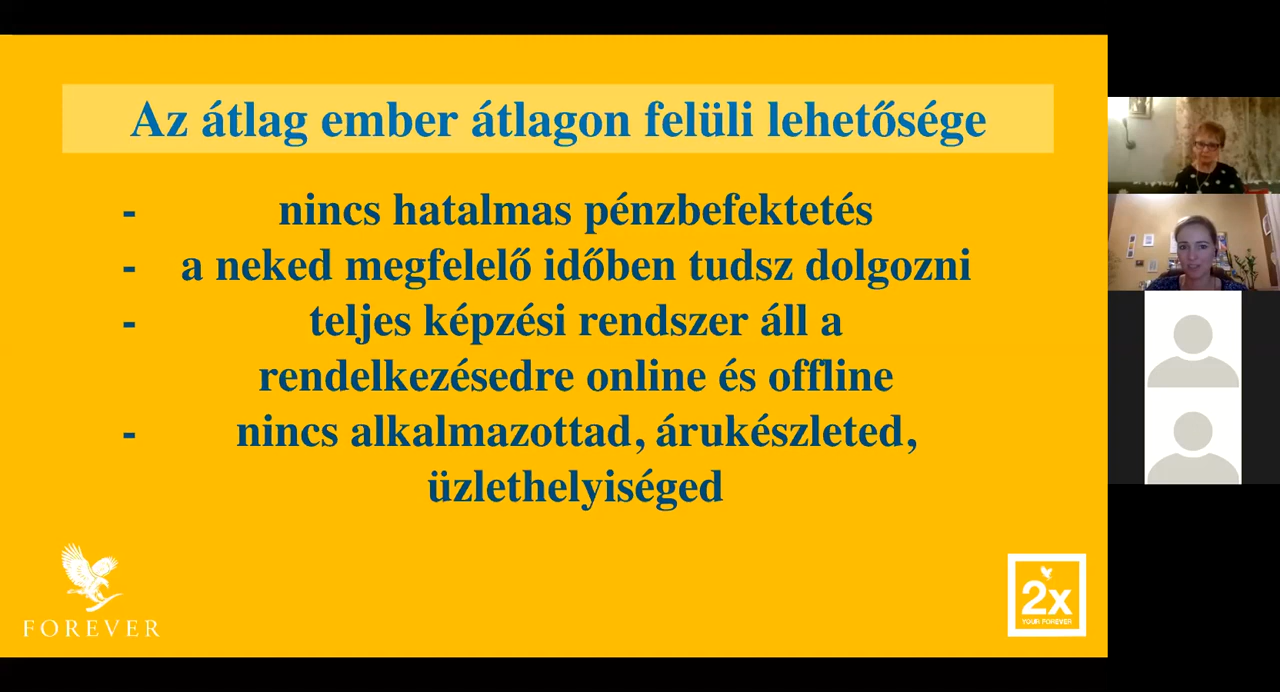 Az átlag ember átlagon felüli lehetősége
- nincs hatalmas pénzbefektetés
- a neked megfelelő időben tudsz dolgozni
- teljes képzési rendszer áll a
rendelkezésedre online és offline
- nincs alkalmazottad, árukészleted,
üzlethelyiséged
FOREVER
2x
YOUR FOREVER